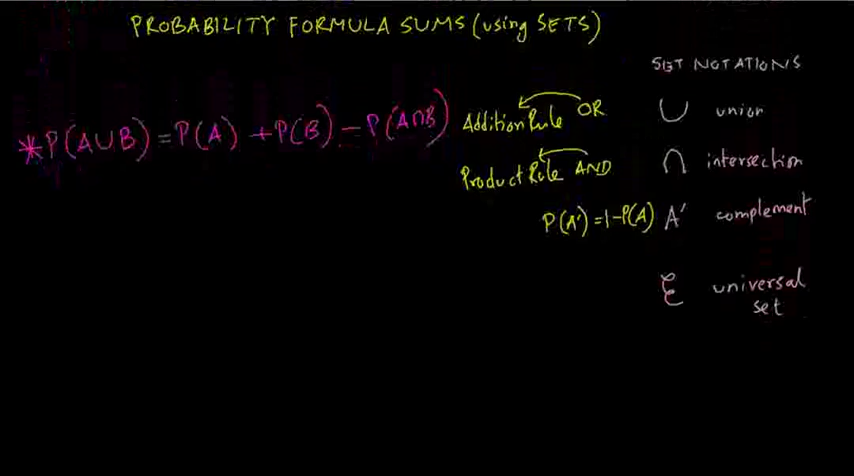 PROBABILITY FORMULA SUMS (using SETS)
SET NOTATIONS
*P(A∪B) = P(A) + P(B) - P(A∩B)
Addition Rule OR
Product Rule AND
P(A') = 1-P(A)
∪ union
∩ intersection
A' complement
ξ universal
set